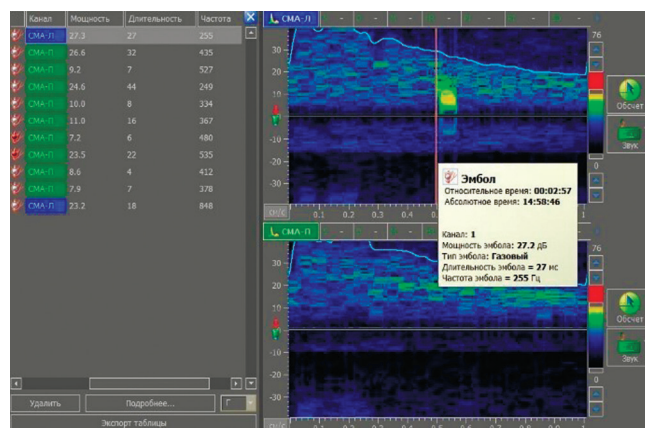 Канал Мощность Длительность Частота
СМА-Л 27.3 27 255
СМА-П 26.6 32 435
СМА-П 9.2 7 527
СМА-П 24.6 44 249
СМА-П 10.0 8 334
СМА-П 11.0 16 367
СМА-П 7.2 6 480
СМА-П 23.5 22 535
СМА-П 8.6 4 412
СМА-П 7.9 7 378
СМА-Л 23.2 18 848
Удалить Подробнее... Г
Экспорт таблицы
СМА-Л
30
20
10
-10
-20
-30
см/с 0.1 0.2 0.3 0.4
76
0
Обсчет
Звук
Эмбол
Относительное время: 00:02:57
Абсолютное время: 14:58:46
Канал: 1
Мощность эмбола: 27.2 дБ
Тип эмбола: Газовый
Длительность эмбола = 27 мс
Частота эмбола = 255 Гц
СМА-П
30
20
10
-10
-20
-30
76
0
Обсчет
Звук